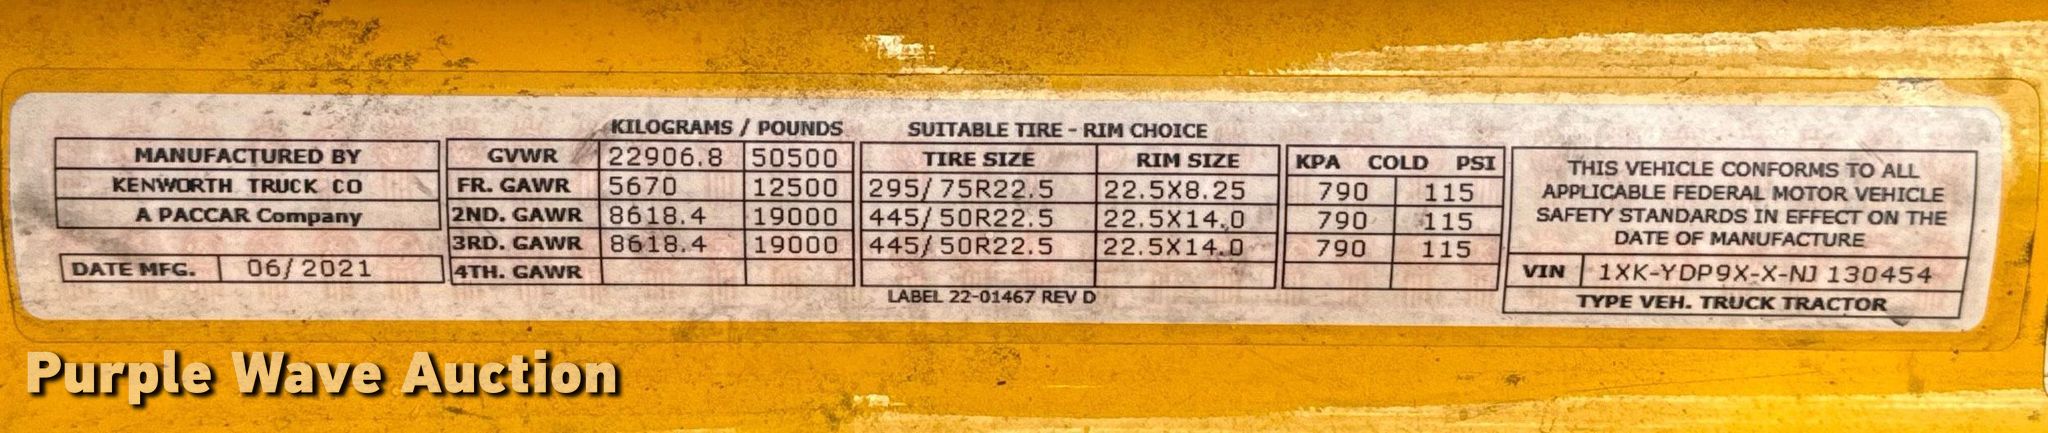 KILOGRAMS / POUNDS SUITABLE TIRE - RIM CHOICE
MANUFACTURED BY GVWR 22906.8 50500 TIRE SIZE RIM SIZE KPA COLD PSI
KENWORTH TRUCK CO FR. GAWR 5670 12500 295/75R22.5 22.5X8.25 790 115
A PACCAR Company 2ND. GAWR 8618.4 19000 445/50R22.5 22.5X14.0 790 115
3RD. GAWR 8618.4 19000 445/50R22.5 22.5X14.0 790 115
DATE MFG. 06/2021 4TH. GAWR
LABEL 22-01467 REV D
THIS VEHICLE CONFORMS TO ALL
APPLICABLE FEDERAL MOTOR VEHICLE
SAFETY STANDARDS IN EFFECT ON THE
DATE OF MANUFACTURE
VIN 1XK-YDP9X-X-NJ 130454
TYPE VEH. TRUCK TRACTOR
Purple Wave Auction